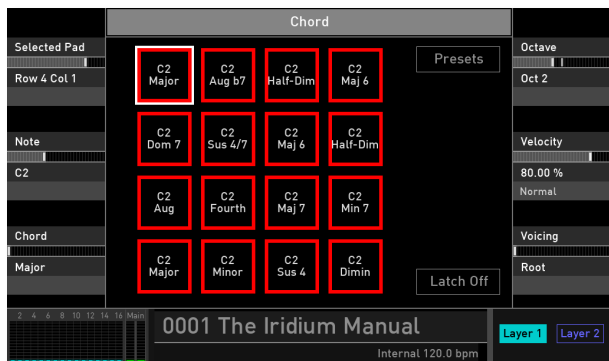 Chord
Selected Pad
Row 4 Col 1
Note
C2
Chord
Major
C2
Major
C2
Aug b7
C2
Half-Dim
C2
Maj 6
C2
Dom 7
C2
Sus 4/7
C2
Maj 6
C2
Half-Dim
C2
Aug
C2
Fourth
C2
Maj 7
C2
Min 7
C2
Major
C2
Minor
C2
Sus 4
C2
Dimin
Presets
Latch Off
Octave
Oct 2
Velocity
80.00 %
Normal
Voicing
Root
2 4 6 8 10 12 14 16 Main
0001 The Iridium Manual
Internal 120.0 bpm
Layer 1
Layer 2